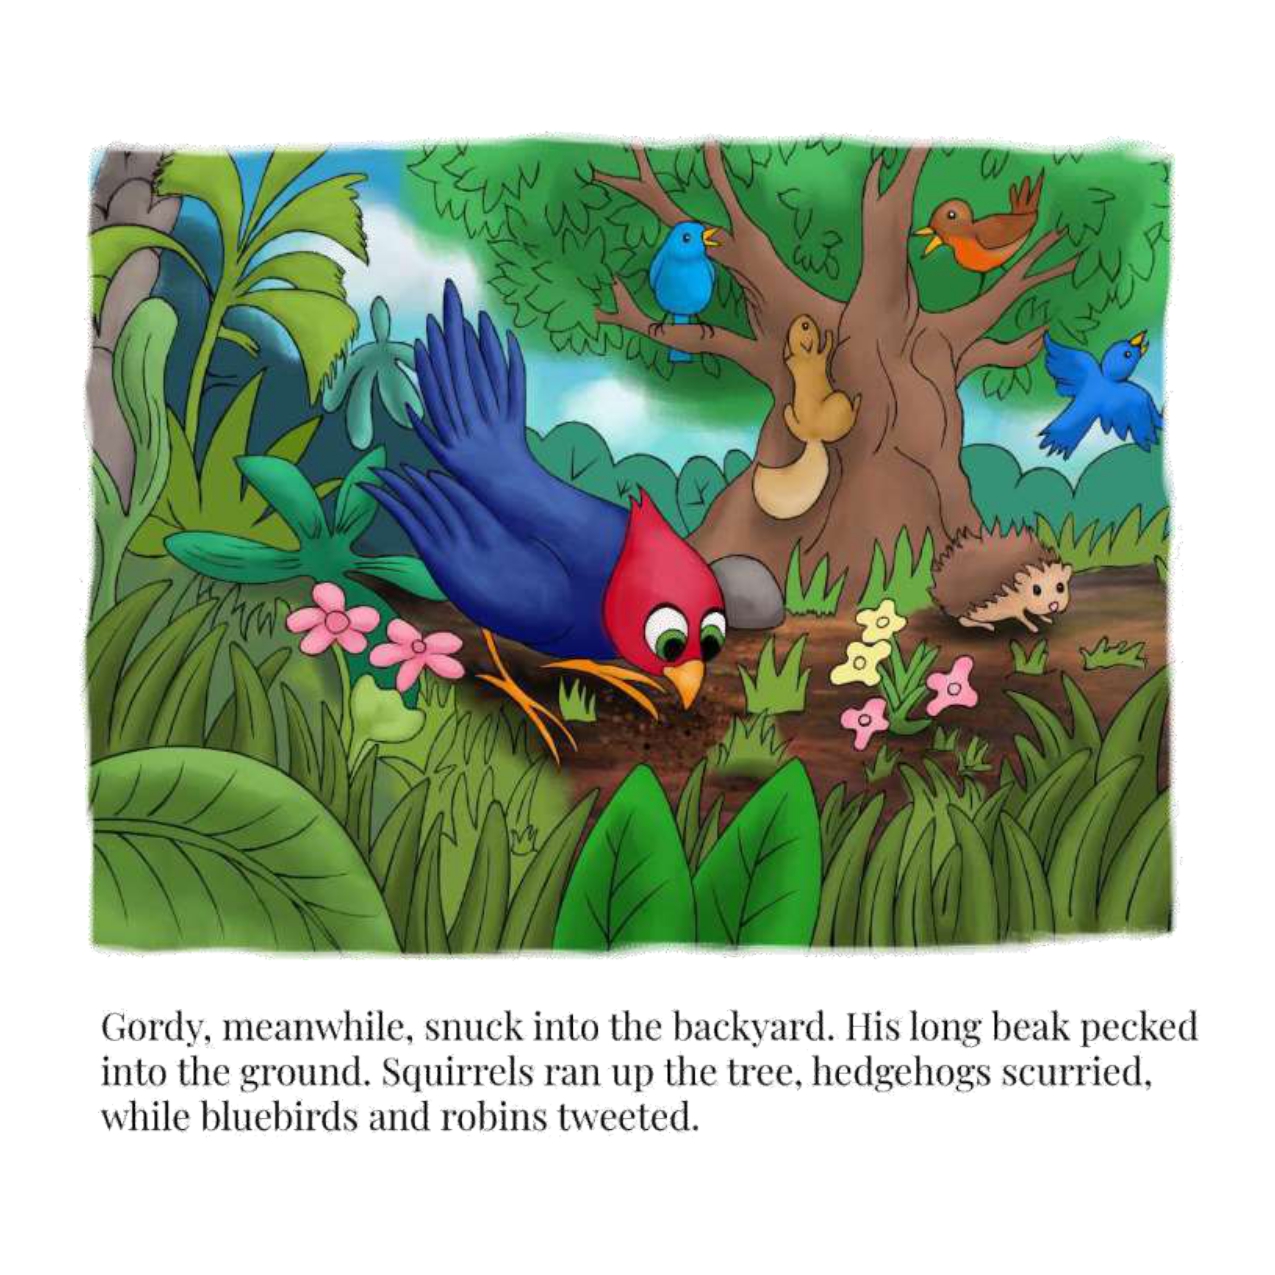 Gordy, meanwhile, snuck into the backyard. His long beak pecked
into the ground. Squirrels ran up the tree, hedgehogs scurried,
while bluebirds and robins tweeted.